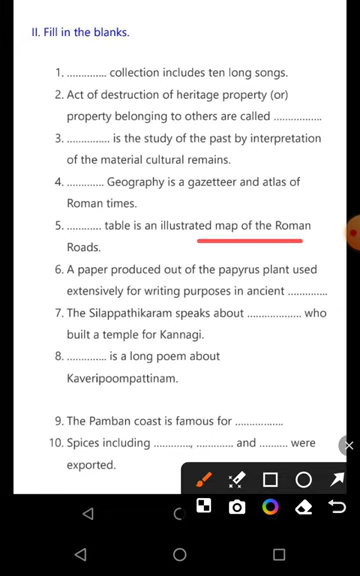 II. Fill in the blanks.
1. ............. collection includes ten long songs.
2. Act of destruction of heritage property (or)
property belonging to others are called ................
3. .............. is the study of the past by interpretation
of the material cultural remains.
4. ............ Geography is a gazetteer and atlas of
Roman times.
5. ........... table is an illustrated map of the Roman
Roads.
6. A paper produced out of the papyrus plant used
extensively for writing purposes in ancient .............
7. The Silappathikaram speaks about .................. who
built a temple for Kannagi.
8. ............. is a long poem about
Kaveripoompattinam.
9. The Pamban coast is famous for ................
10. Spices including ............, ............ and ......... were
exported.